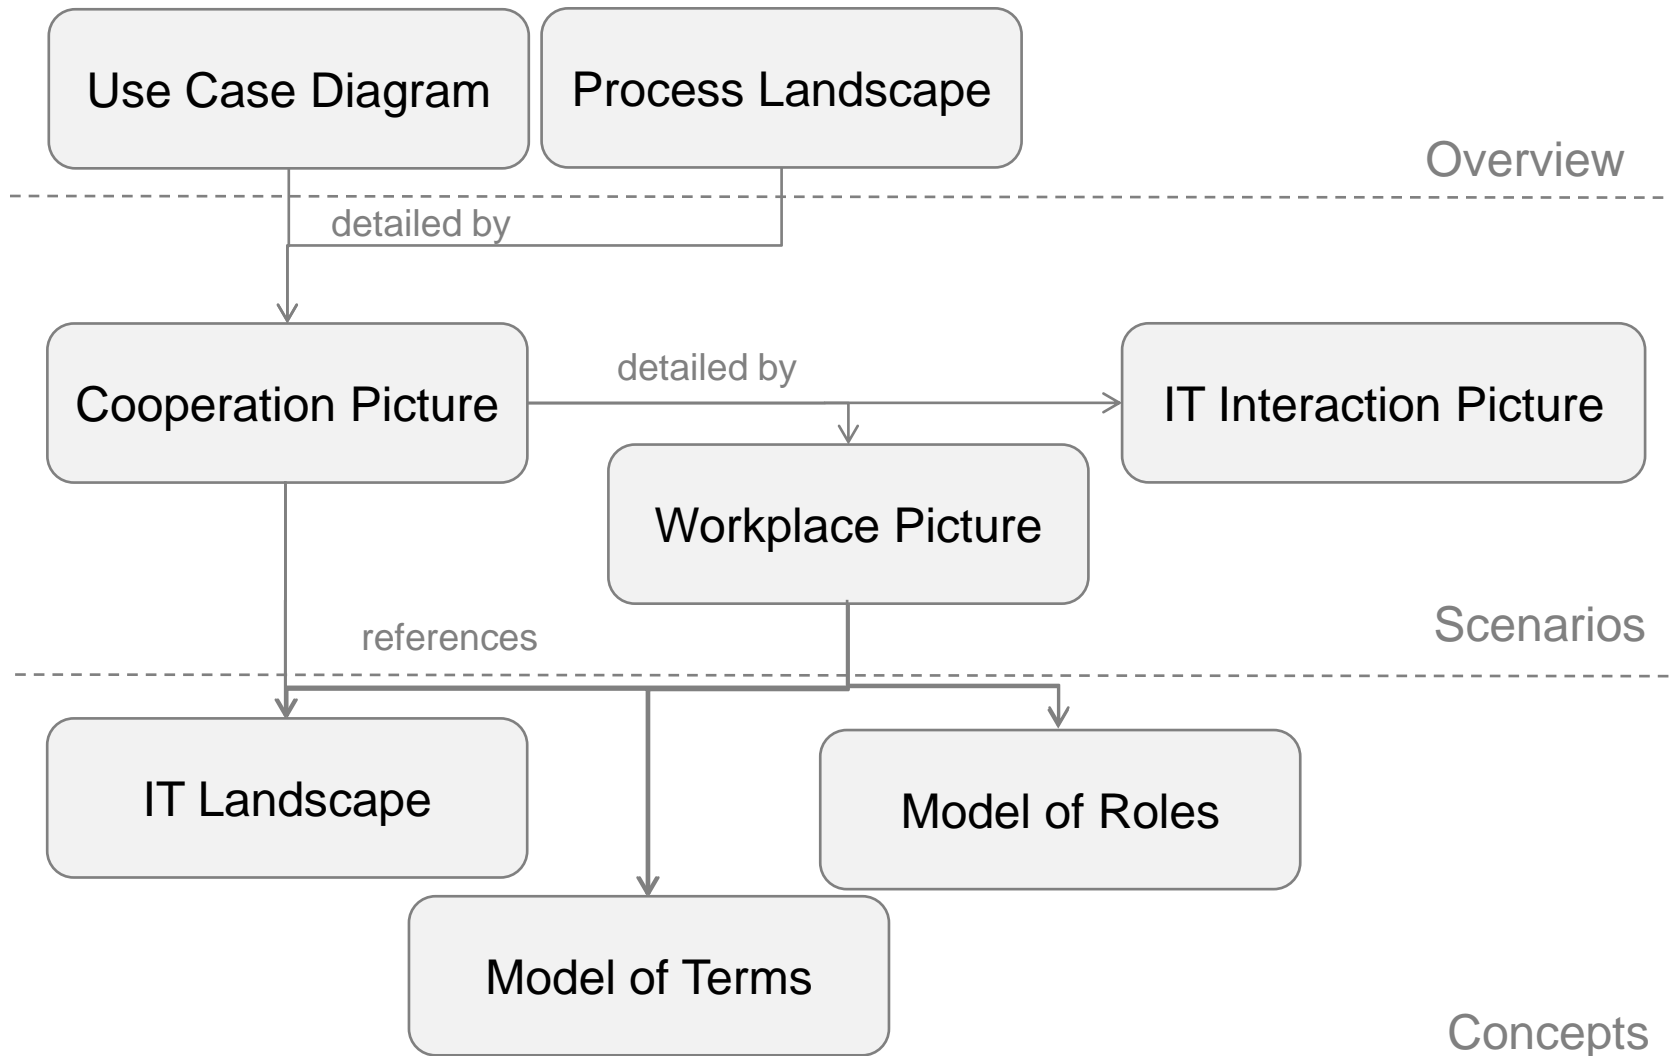 Use Case Diagram
Process Landscape
Overview
detailed by
Cooperation Picture
detailed by
IT Interaction Picture
Workplace Picture
Scenarios
references
IT Landscape
Model of Roles
Model of Terms
Concepts